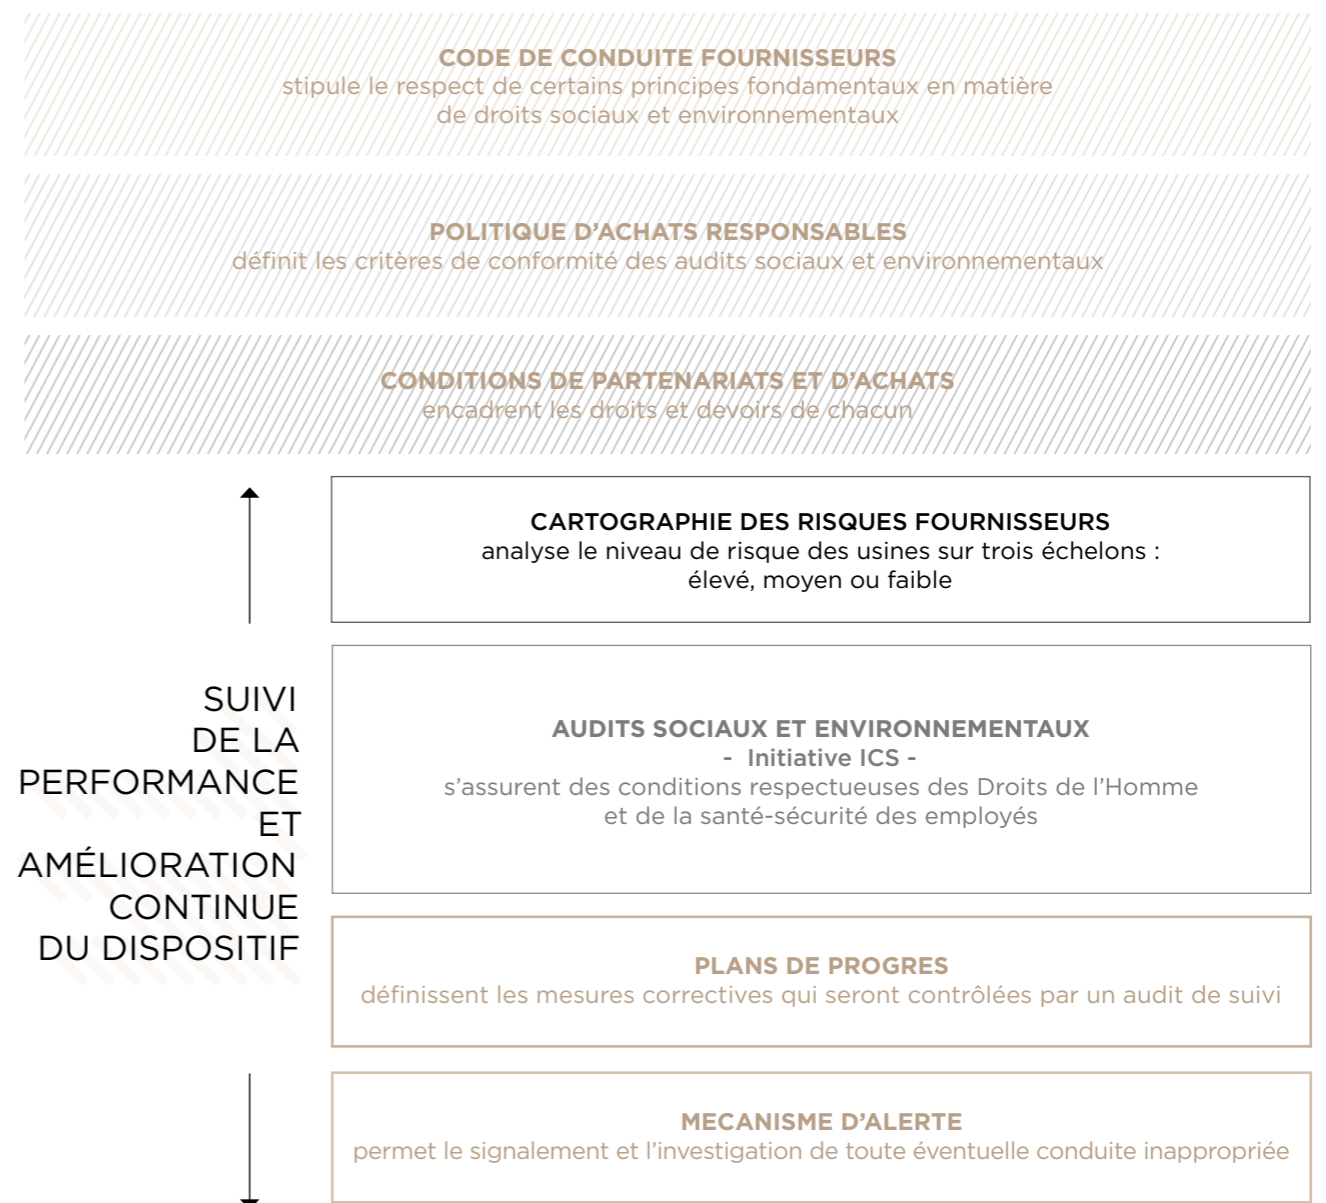 CODE DE CONDUITE FOURNISSEURS
stipule le respect de certains principes fondamentaux en matière
de droits sociaux et environnementaux
POLITIQUE D’ACHATS RESPONSABLES
définit les critères de conformité des audits sociaux et environnementaux
CONDITIONS DE PARTENARIATS ET D’ACHATS
encadrent les droits et devoirs de chacun
SUIVI
DE LA
PERFORMANCE
ET
AMÉLIORATION
CONTINUE
DU DISPOSITIF
CARTOGRAPHIE DES RISQUES FOURNISSEURS
analyse le niveau de risque des usines sur trois échelons :
élevé, moyen ou faible
AUDITS SOCIAUX ET ENVIRONNEMENTAUX
- Initiative ICS -
s’assurent des conditions respectueuses des Droits de l’Homme
et de la santé-sécurité des employés
PLANS DE PROGRES
définissent les mesures correctives qui seront contrôlées par un audit de suivi
MECANISME D’ALERTE
permet le signalement et l’investigation de toute éventuelle conduite inappropriée